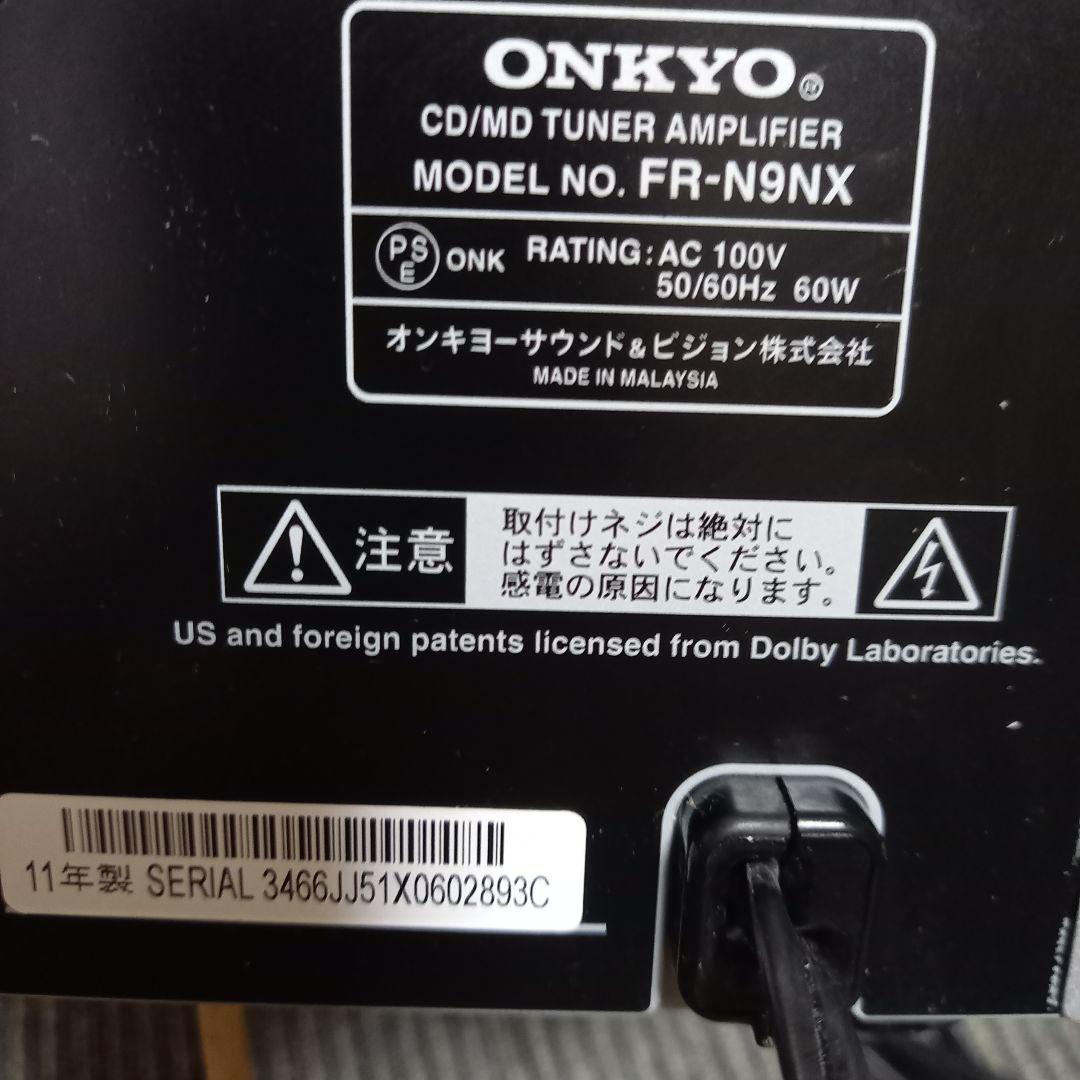 ONKYO®
CD/MD TUNER AMPLIFIER
MODEL NO. FR-N9NX
PSE ONK RATING: AC 100V
50/60Hz 60W
オンキヨーサウンド&ビジョン株式会社
MADE IN MALAYSIA
注意
取付けネジは絶対に
はずさないでください。
感電の原因になります。
US and foreign patents licensed from Dolby Laboratories.
11年製 SERIAL 3466JJ51X0602893C